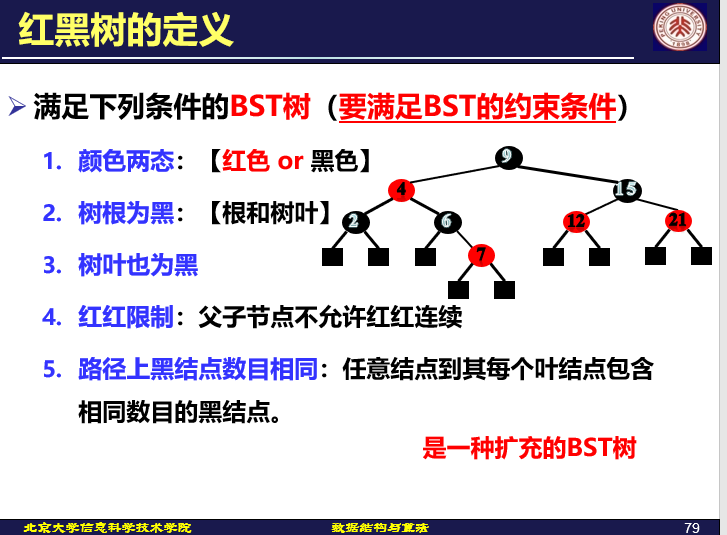 红黑树的定义
PEKING UNIVERSITY
1898
➢ 满足下列条件的BST树（要满足BST的约束条件）
1. 颜色两态：【红色 or 黑色】
2. 树根为黑：【根和树叶】
3. 树叶也为黑
4. 红红限制：父子节点不允许红红连续
5. 路径上黑结点数目相同：任意结点到其每个叶结点包含
相同数目的黑结点。
9
4
15
2
6
12
21
7
是一种扩充的BST树
北京大学信息科学技术学院
数据结构与算法
79